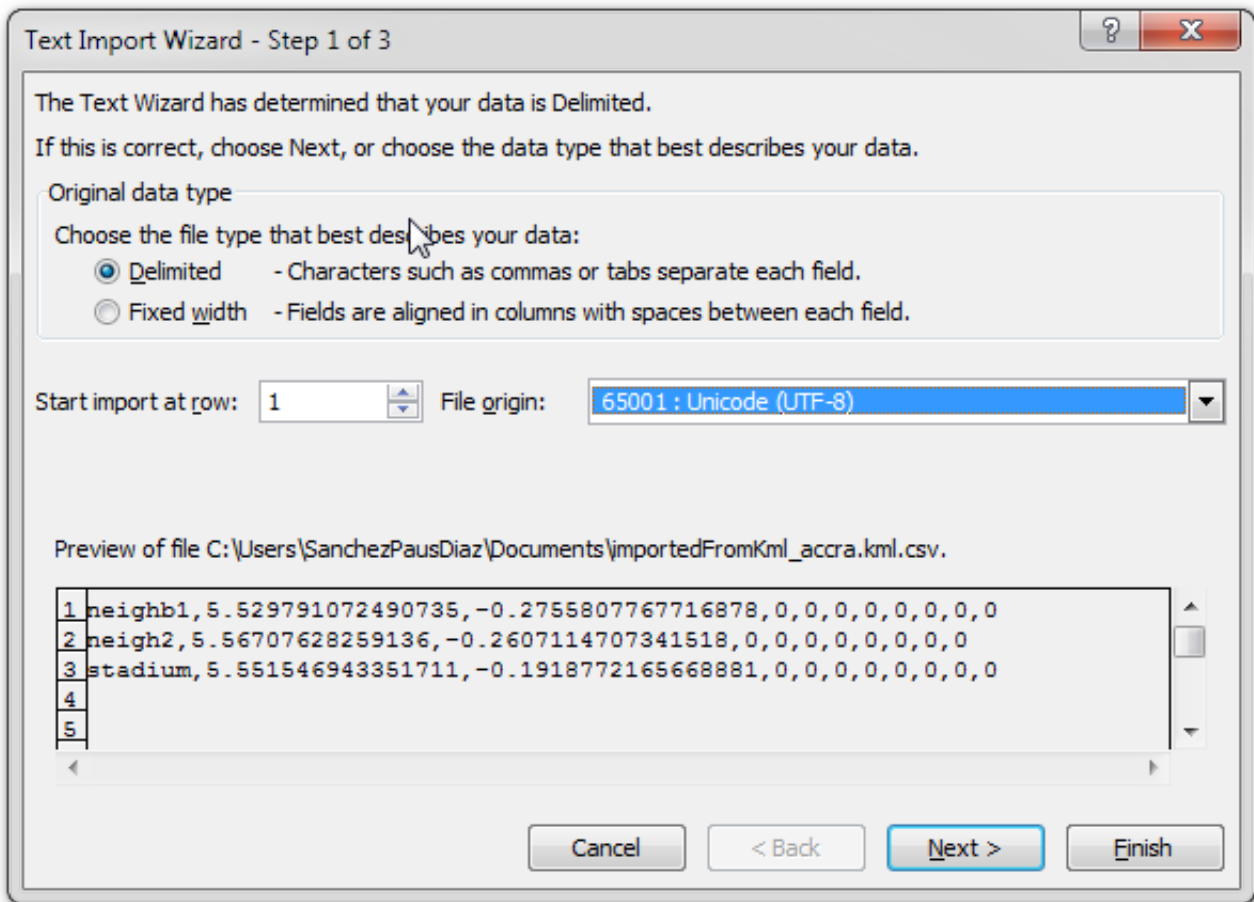 Text Import Wizard - Step 1 of 3
The Text Wizard has determined that your data is Delimited.
If this is correct, choose Next, or choose the data type that best describes your data.
Original data type
Choose the file type that best describes your data:
Delimited - Characters such as commas or tabs separate each field.
Fixed width - Fields are aligned in columns with spaces between each field.
Start import at row: 1 File origin: 65001 : Unicode (UTF-8)
Preview of file C:\Users\SanchezPausDiaz\Documents\importedFromKml_accra.kml.csv.
1 neighb1,5.529791072490735,-0.2755807767716878,0,0,0,0,0,0,0,0
2 neigh2,5.56707628259136,-0.2607114707341518,0,0,0,0,0,0,0,0
3 stadium,5.551546943351711,-0.1918772165668881,0,0,0,0,0,0,0,0
4
5
Cancel < Back Next > Finish